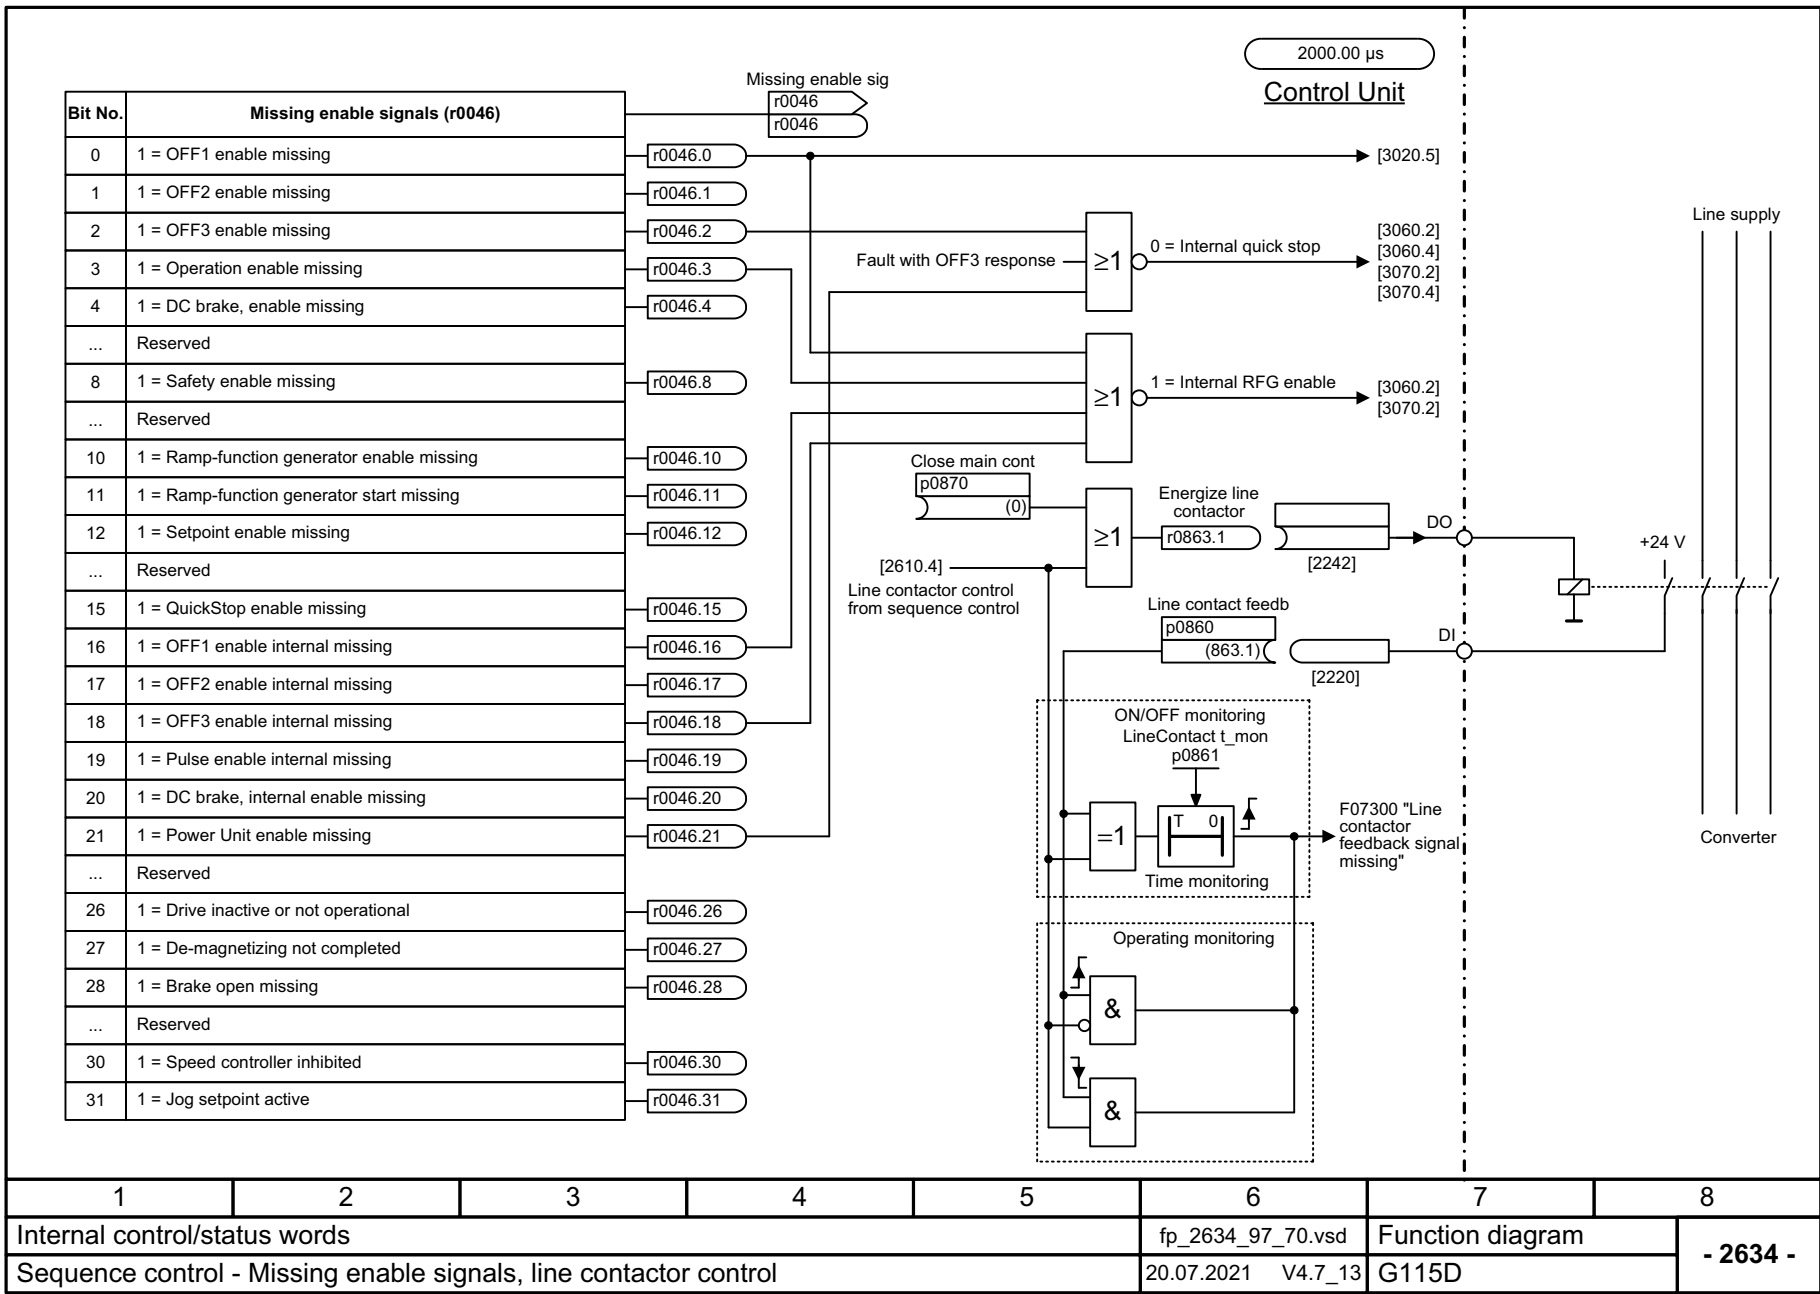 2000.00 µs
Control Unit
Missing enable sig
r0046
r0046
Bit No. Missing enable signals (r0046)
0 1 = OFF1 enable missing r0046.0 [3020.5]
1 1 = OFF2 enable missing r0046.1
2 1 = OFF3 enable missing r0046.2
3 1 = Operation enable missing r0046.3
4 1 = DC brake, enable missing r0046.4
... Reserved
8 1 = Safety enable missing r0046.8
... Reserved
10 1 = Ramp-function generator enable missing r0046.10
11 1 = Ramp-function generator start missing r0046.11
12 1 = Setpoint enable missing r0046.12
... Reserved
15 1 = QuickStop enable missing r0046.15
16 1 = OFF1 enable internal missing r0046.16
17 1 = OFF2 enable internal missing r0046.17
18 1 = OFF3 enable internal missing r0046.18
19 1 = Pulse enable internal missing r0046.19
20 1 = DC brake, internal enable missing r0046.20
21 1 = Power Unit enable missing r0046.21
... Reserved
26 1 = Drive inactive or not operational r0046.26
27 1 = De-magnetizing not completed r0046.27
28 1 = Brake open missing r0046.28
... Reserved
30 1 = Speed controller inhibited r0046.30
31 1 = Jog setpoint active r0046.31
Fault with OFF3 response
≥1
0 = Internal quick stop
[3060.2]
[3060.4]
[3070.2]
[3070.4]
≥1
1 = Internal RFG enable
[3060.2]
[3070.2]
Close main cont
p0870
(0)
[2610.4]
Line contactor control
from sequence control
≥1
Energize line
contactor
r0863.1
[2242]
DO
Line contact feedb
p0860
(863.1)
[2220]
DI
+24 V
Line supply
Converter
ON/OFF monitoring
LineContact t_mon
p0861
=1
T 0
Time monitoring
F07300 "Line
contactor
feedback signal
missing"
Operating monitoring
&
&
1 2 3 4 5 6 7 8
Internal control/status words fp_2634_97_70.vsd Function diagram - 2634 -
Sequence control - Missing enable signals, line contactor control 20.07.2021 V4.7_13 G115D